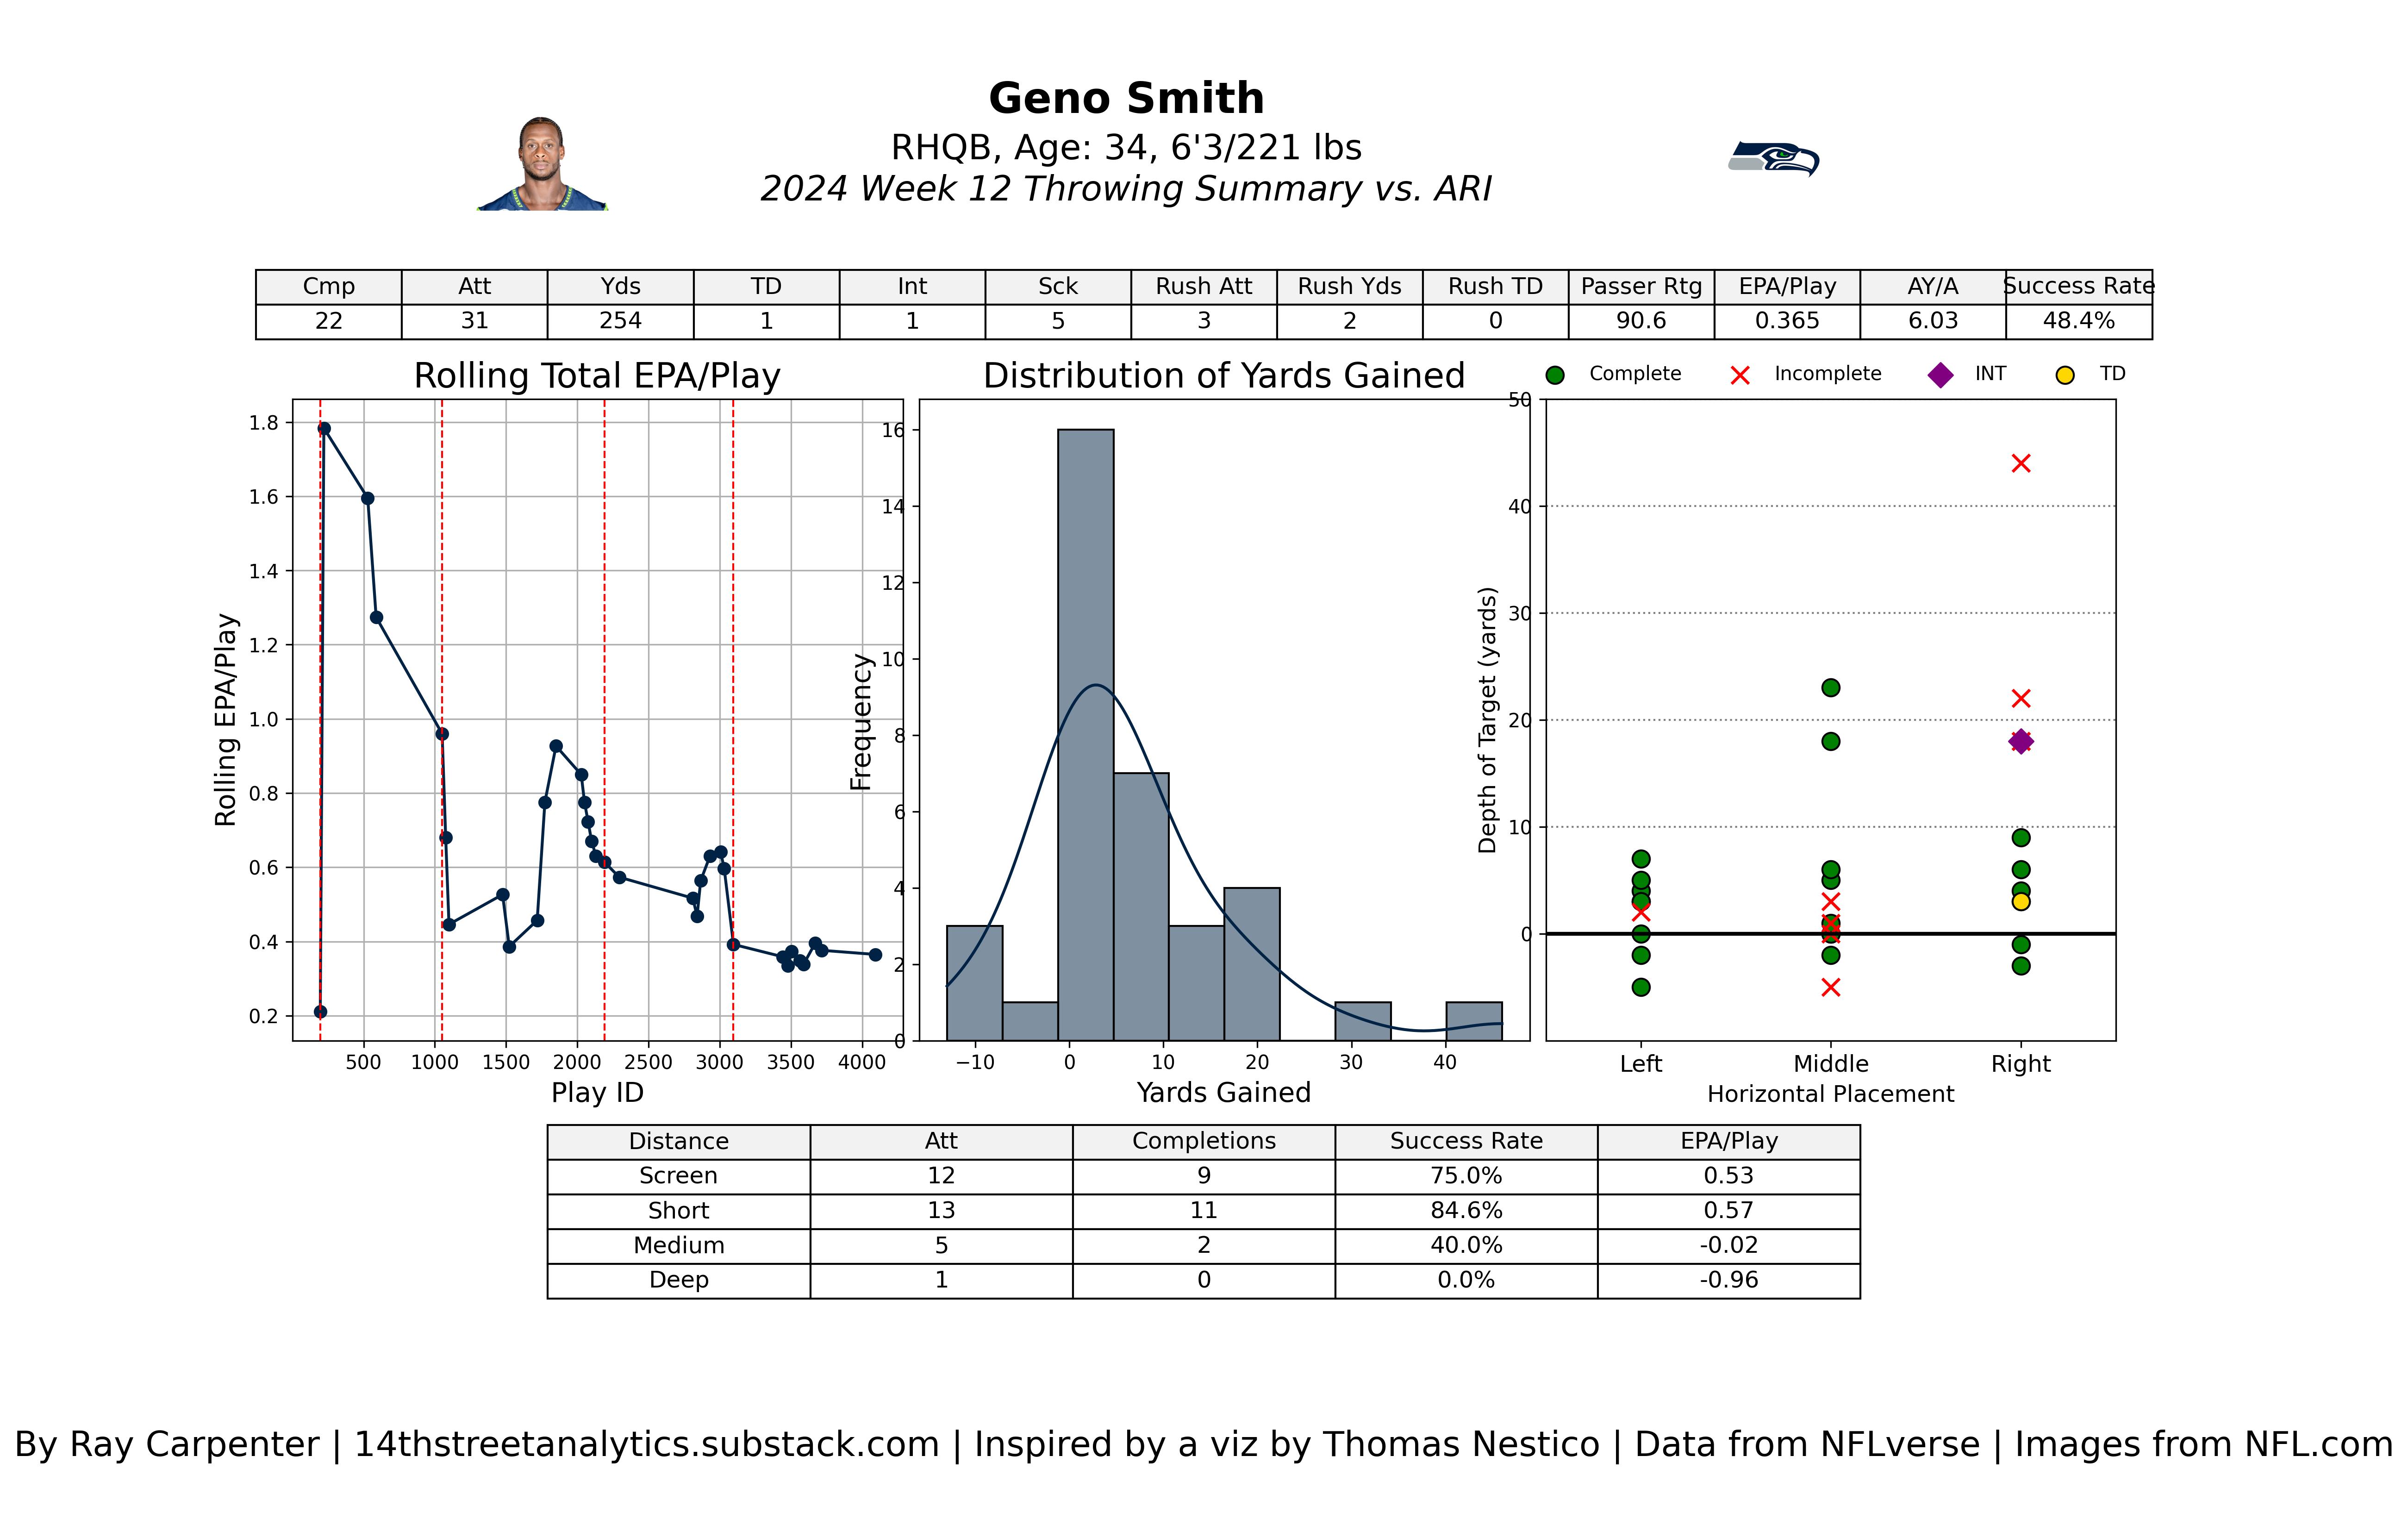 Geno Smith
RHQB, Age: 34, 6'3/221 lbs
2024 Week 12 Throwing Summary vs. ARI
Cmp Att Yds TD Int Sck Rush Att Rush Yds Rush TD Passer Rtg EPA/Play AY/A Success Rate
22 31 254 1 1 5 3 2 0 90.6 0.365 6.03 48.4%
Rolling Total EPA/Play
1.8
1.6
1.4
1.2
1.0
0.8
0.6
0.4
0.2
Rolling EPA/Play
500 1000 1500 2000 2500 3000 3500 4000
Play ID
Distribution of Yards Gained
16
14
12
10
8
6
4
2
0
Frequency
−10 0 10 20 30 40
Yards Gained
Complete Incomplete INT TD
50
40
30
20
10
0
Depth of Target (yards)
Left Middle Right
Horizontal Placement
Distance Att Completions Success Rate EPA/Play
Screen 12 9 75.0% 0.53
Short 13 11 84.6% 0.57
Medium 5 2 40.0% -0.02
Deep 1 0 0.0% -0.96
By Ray Carpenter | 14thstreetanalytics.substack.com | Inspired by a viz by Thomas Nestico | Data from NFLverse | Images from NFL.com